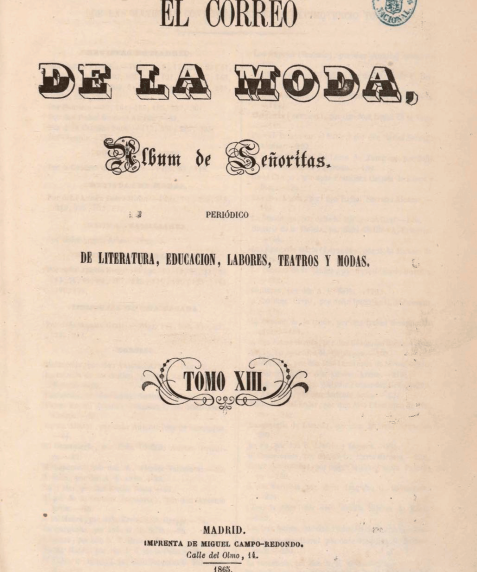 EL CORREO
DE LA MODA,
Album de Señoritas.
PERIÓDICO
DE LITERATURA, EDUCACION, LABORES, TEATROS Y MODAS.
TOMO XIII.
MADRID.
IMPRENTA DE MIGUEL CAMPO-REDONDO.
Calle del Olmo, 14.
1863.
NACIONAL